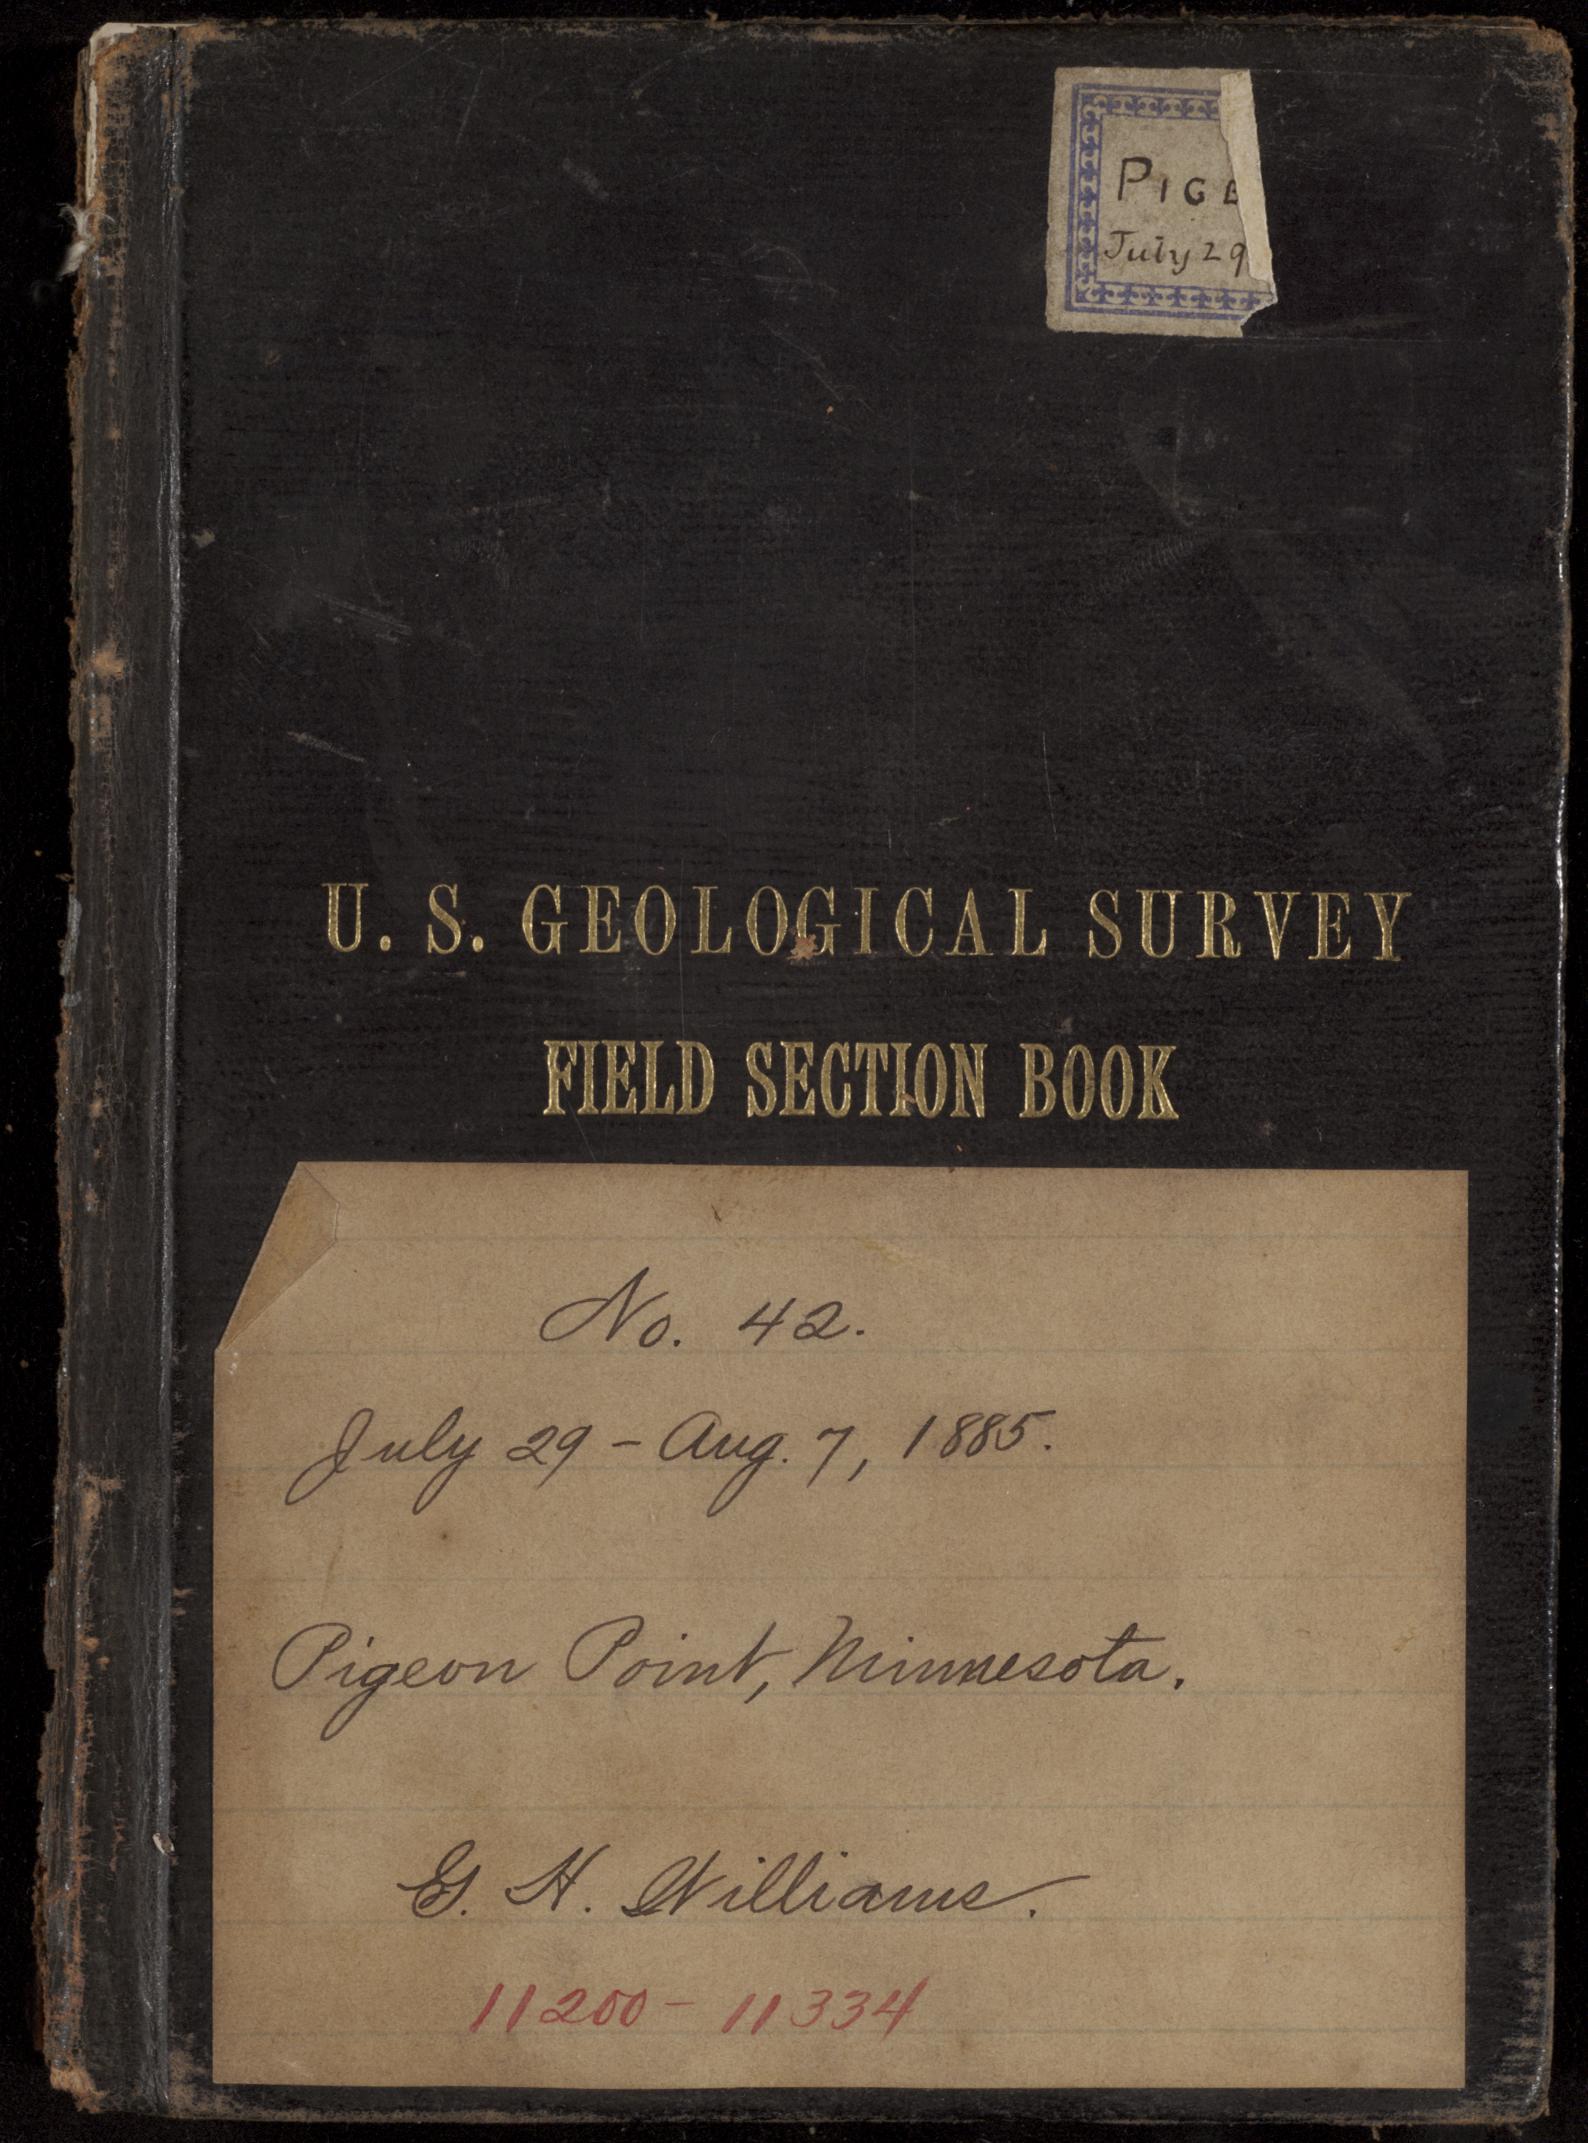 PIGE
July 29
U. S. GEOLOGICAL SURVEY
FIELD SECTION BOOK
No. 42.
July 29 - Aug. 7, 1885.
Pigeon Point, Minnesota.
G. H. Williams.
11200 - 11334